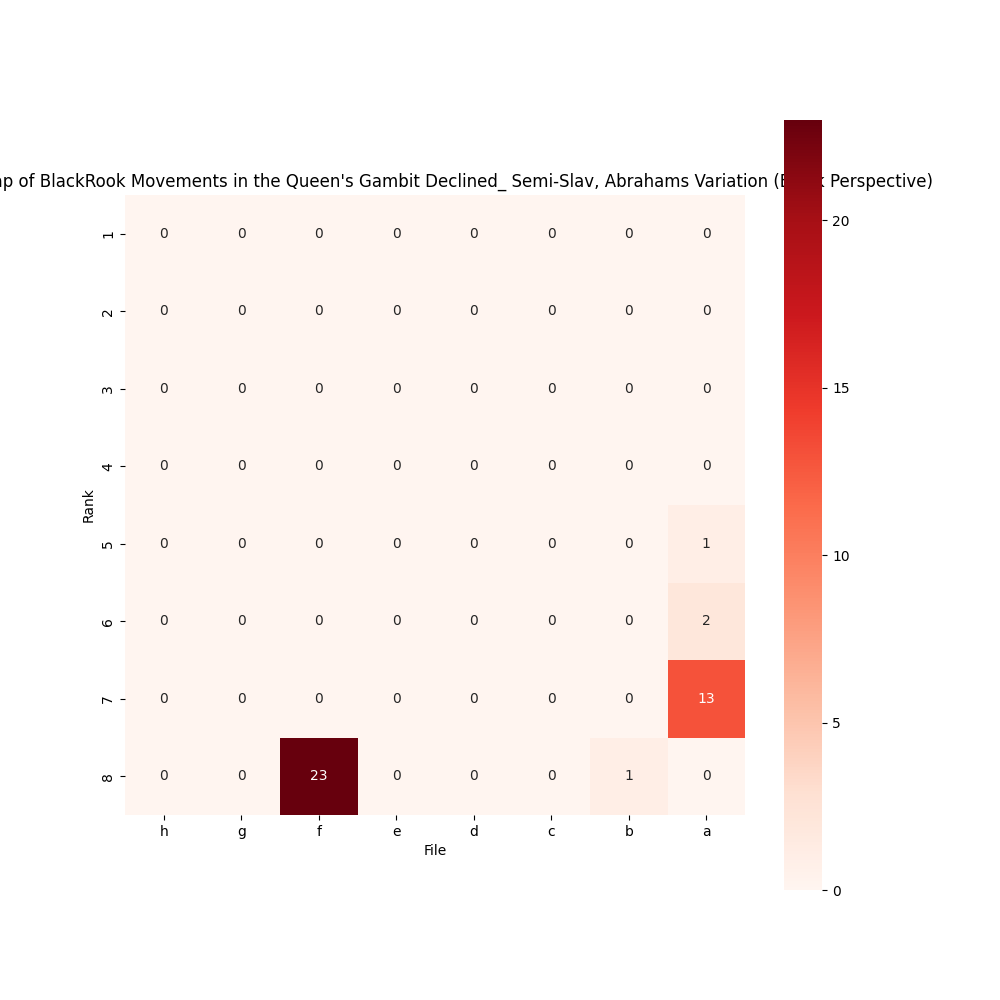 of BlackRook Movements in the Queen's Gambit Declined_ Semi-Slav, Abrahams Variation ( Perspective)
20
1 0 0 0 0 0 0 0 0
2 0 0 0 0 0 0 0 0
3 0 0 0 0 0 0 0 0
15
4 0 0 0 0 0 0 0 0
Rank
5 0 0 0 0 0 0 0 1
10
6 0 0 0 0 0 0 0 2
7 0 0 0 0 0 0 0 13
5
8 0 0 23 0 0 0 1 0
h g f e d c b a
File
0